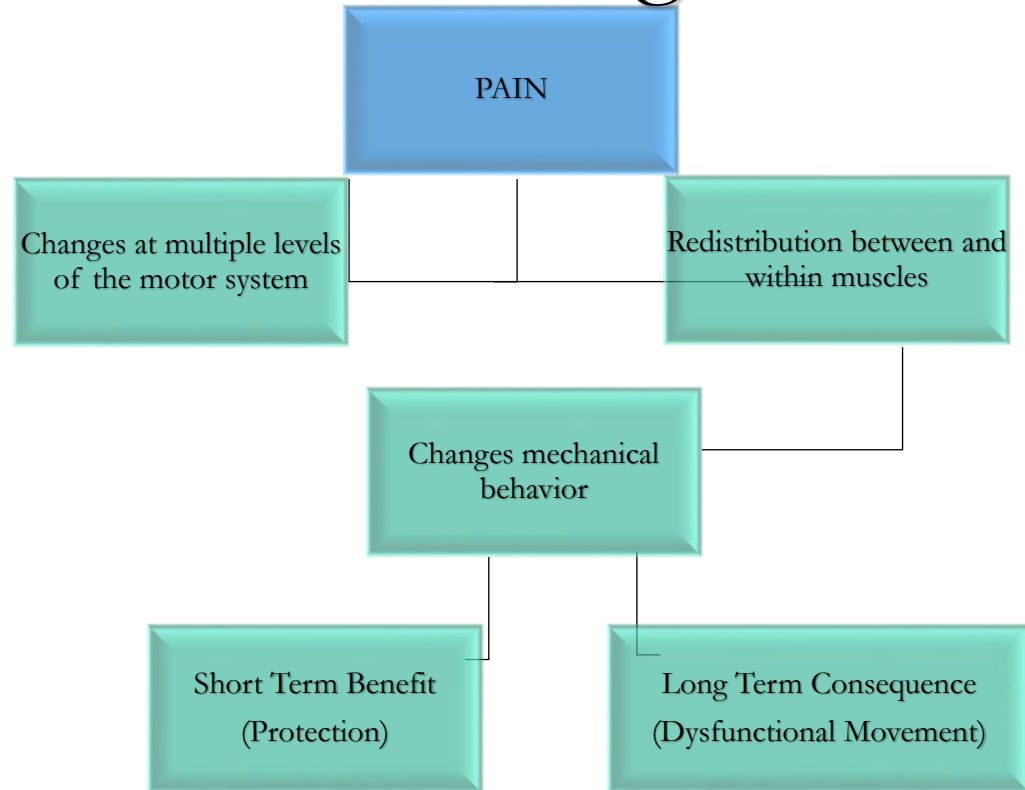 PAIN
Changes at multiple levels
of the motor system
Redistribution between and
within muscles
Changes mechanical
behavior
Short Term Benefit
(Protection)
Long Term Consequence
(Dysfunctional Movement)